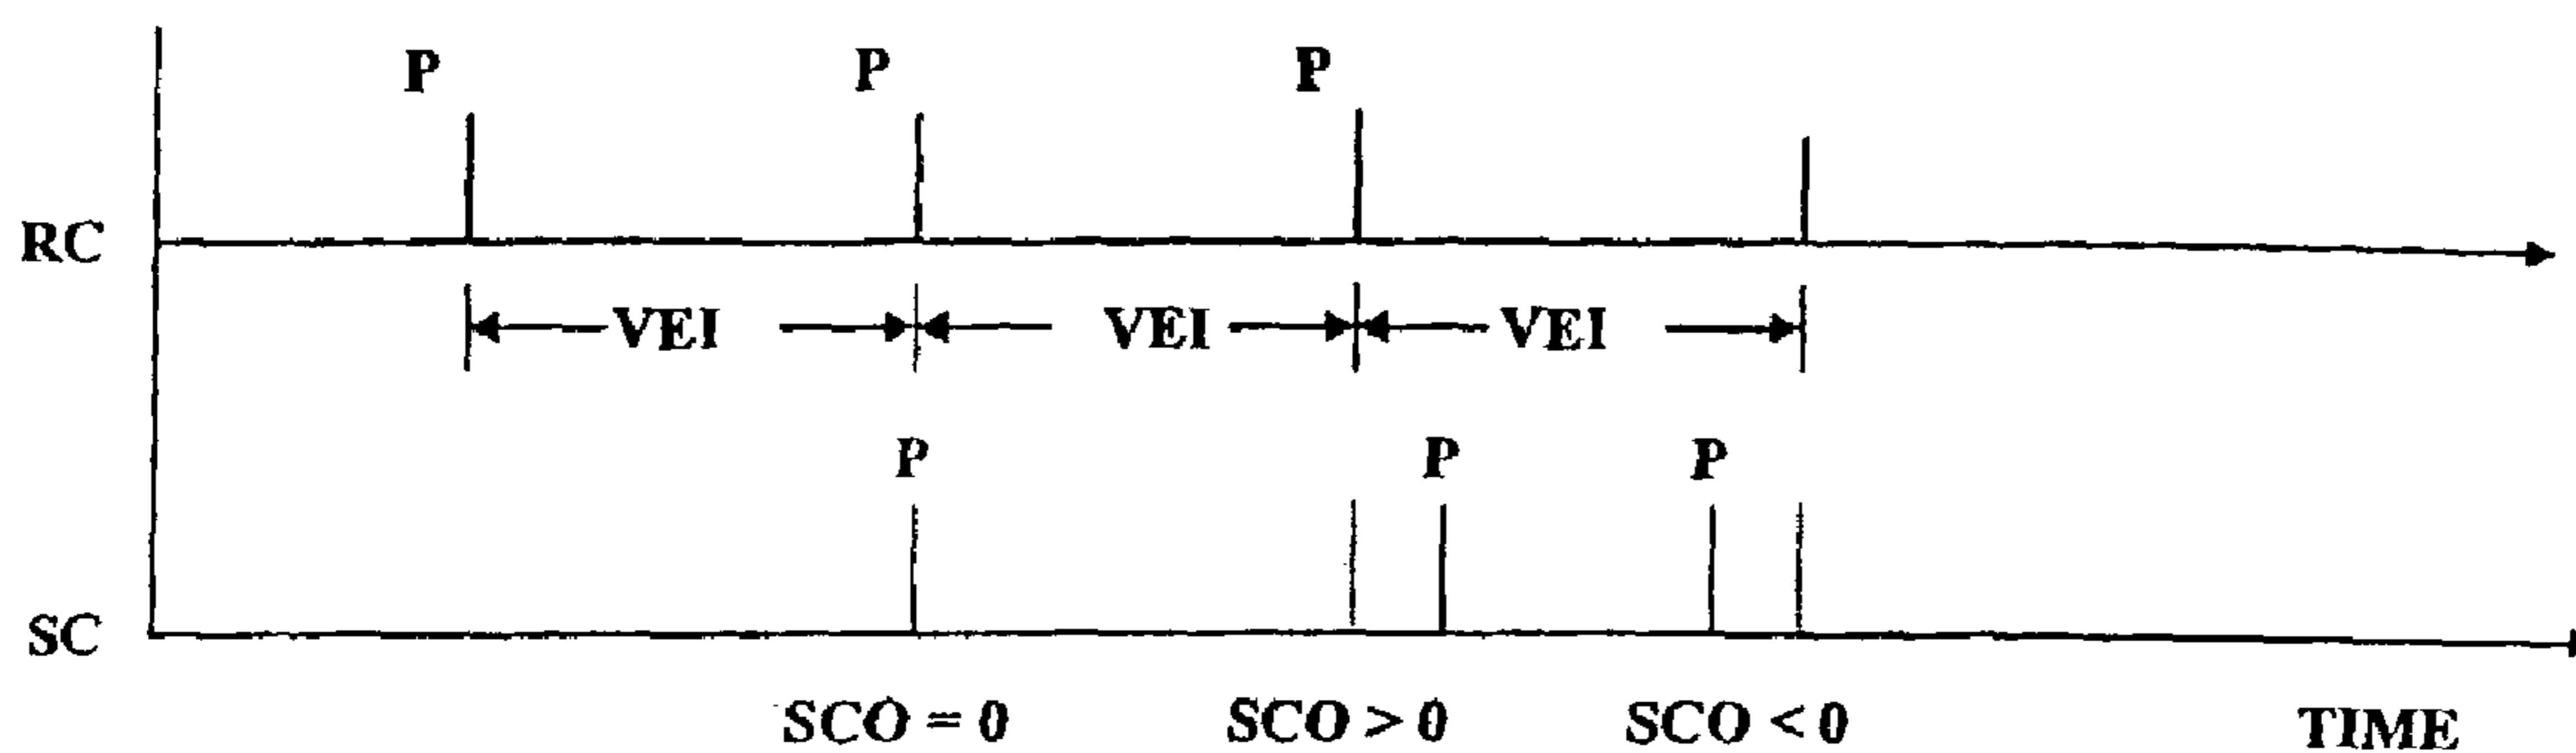 P P P
RC
VEI VEI VEI
P P P
SC
SCO = 0 SCO > 0 SCO < 0 TIME